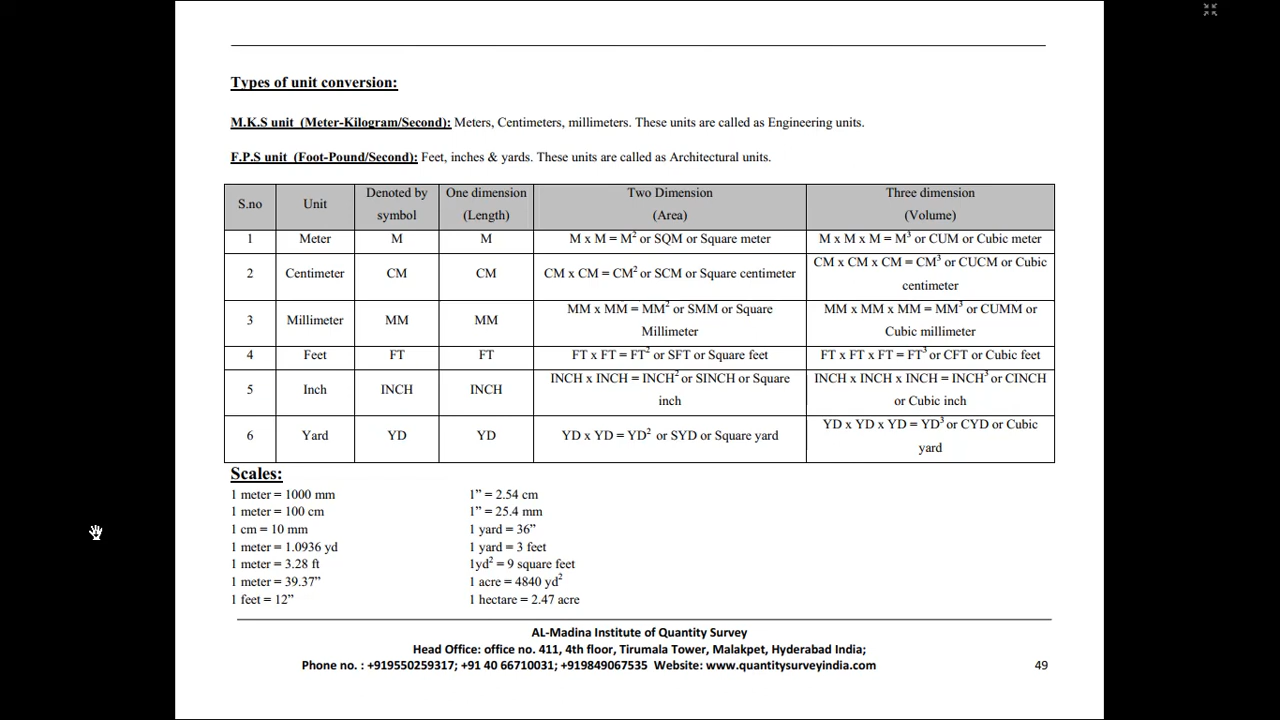 Types of unit conversion:
M.K.S unit (Meter-Kilogram/Second): Meters, Centimeters, millimeters. These units are called as Engineering units.
F.P.S unit (Foot-Pound/Second): Feet, inches & yards. These units are called as Architectural units.
S.no Unit Denoted by symbol One dimension (Length) Two Dimension (Area) Three dimension (Volume)
1 Meter M M M x M = M² or SQM or Square meter M x M x M = M³ or CUM or Cubic meter
2 Centimeter CM CM CM x CM = CM² or SCM or Square centimeter CM x CM x CM = CM³ or CUCM or Cubic centimeter
3 Millimeter MM MM MM x MM = MM² or SMM or Square Millimeter MM x MM x MM = MM³ or CUMM or Cubic millimeter
4 Feet FT FT FT x FT = FT² or SFT or Square feet FT x FT x FT = FT³ or CFT or Cubic feet
5 Inch INCH INCH INCH x INCH = INCH² or SINCH or Square inch INCH x INCH x INCH = INCH³ or CINCH or Cubic inch
6 Yard YD YD YD x YD = YD² or SYD or Square yard YD x YD x YD = YD³ or CYD or Cubic yard
Scales:
1 meter = 1000 mm 1” = 2.54 cm
1 meter = 100 cm 1” = 25.4 mm
1 cm = 10 mm 1 yard = 36”
1 meter = 1.0936 yd 1 yard = 3 feet
1 meter = 3.28 ft 1yd² = 9 square feet
1 meter = 39.37” 1 acre = 4840 yd²
1 feet = 12” 1 hectare = 2.47 acre
AL-Madina Institute of Quantity Survey
Head Office: office no. 411, 4th floor, Tirumala Tower, Malakpet, Hyderabad India;
Phone no. : +919550259317; +91 40 66710031; +919849067535 Website: www.quantitysurveyindia.com 49